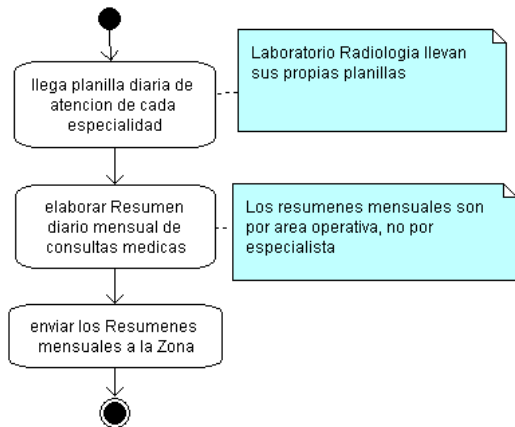 llega planilla diaria de
atencion de cada
especialidad
Laboratorio Radiologia llevan
sus propias planillas
elaborar Resumen
diario mensual de
consultas medicas
Los resumenes mensuales son
por area operativa, no por
especialista
enviar los Resumenes
mensuales a la Zona